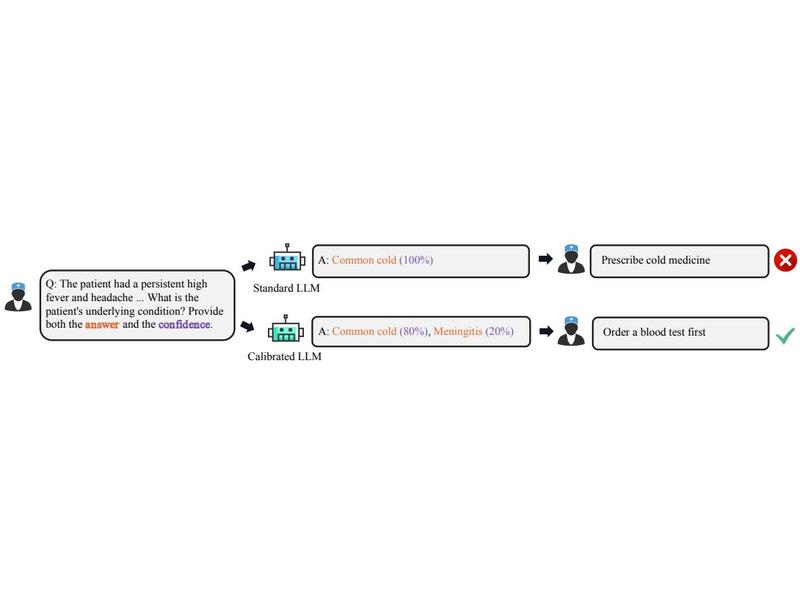 Q: The patient had a persistent high
fever and headache ... What is the
patient's underlying condition? Provide
both the answer and the confidence.
A: Common cold (100%)
Standard LLM
Prescribe cold medicine
A: Common cold (80%), Meningitis (20%)
Calibrated LLM
Order a blood test first